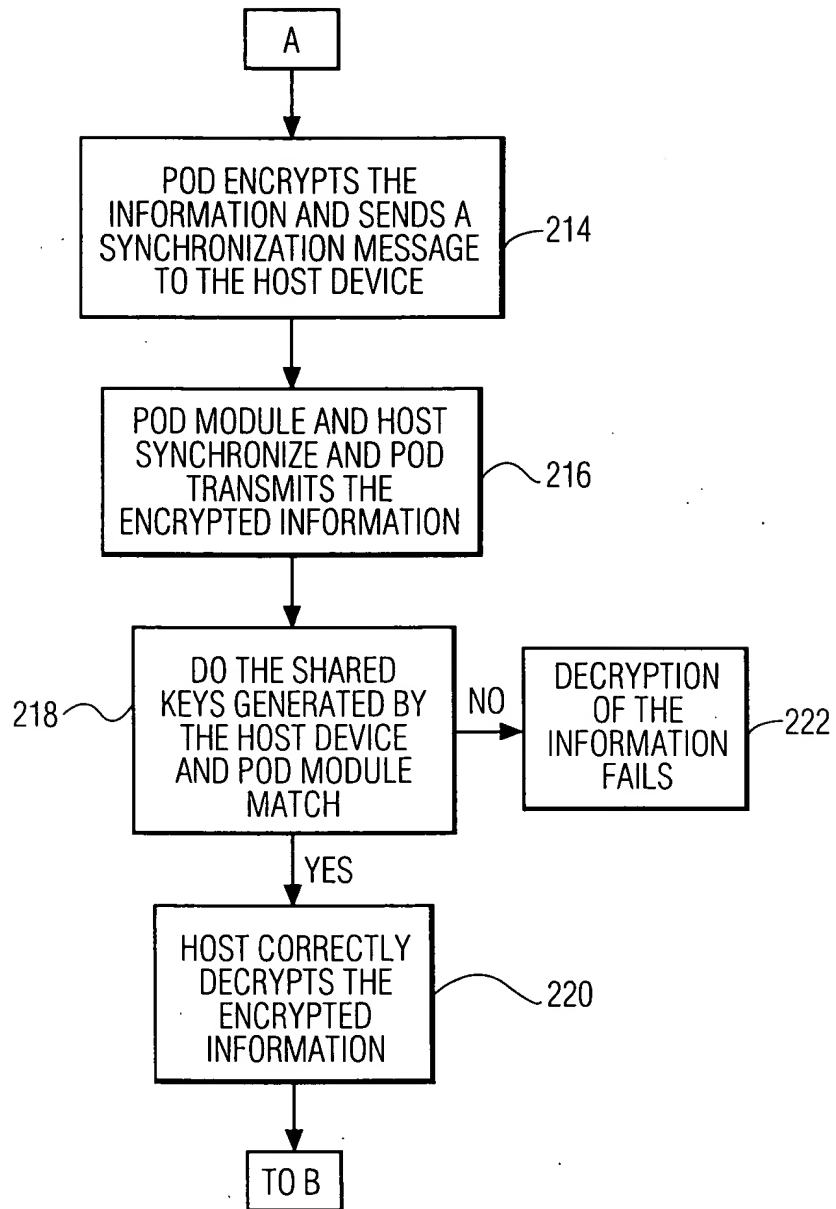 A
POD ENCRYPTS THE
INFORMATION AND SENDS A
SYNCHRONIZATION MESSAGE
TO THE HOST DEVICE
214
POD MODULE AND HOST
SYNCHRONIZE AND POD
TRANSMITS THE
ENCRYPTED INFORMATION
216
DO THE SHARED
KEYS GENERATED BY
THE HOST DEVICE
AND POD MODULE
MATCH
218
NO
DECRYPTION
OF THE
INFORMATION
FAILS
222
YES
HOST CORRECTLY
DECRYPTS THE
ENCRYPTED
INFORMATION
220
TO B